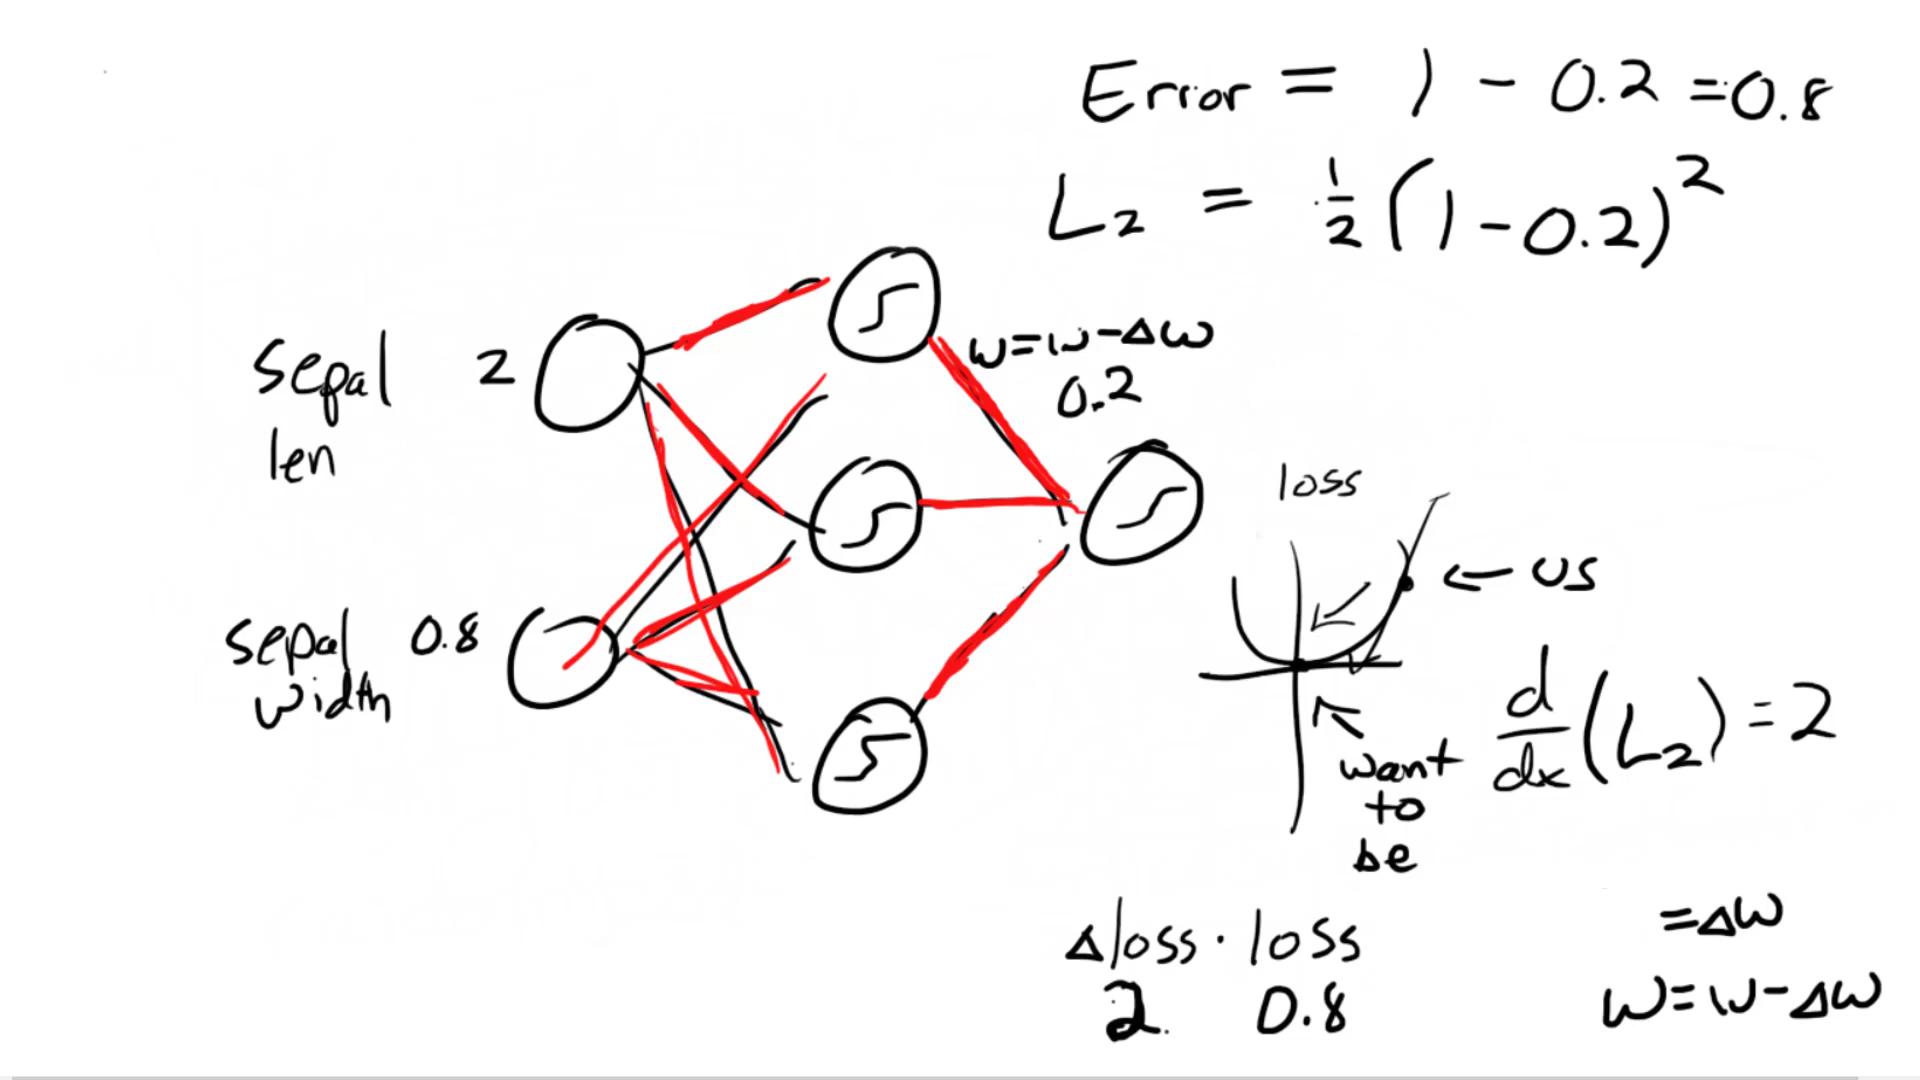 Error = 1 - 0.2 = 0.8
L₂ = ½ (1 - 0.2)²
w = w - Δw
0.2
sepal 2
len
sepal 0.8
width
loss
← us
want
to
be
d/dx (L₂) = 2
Δloss · loss
2 0.8
= Δw
w = w - Δw